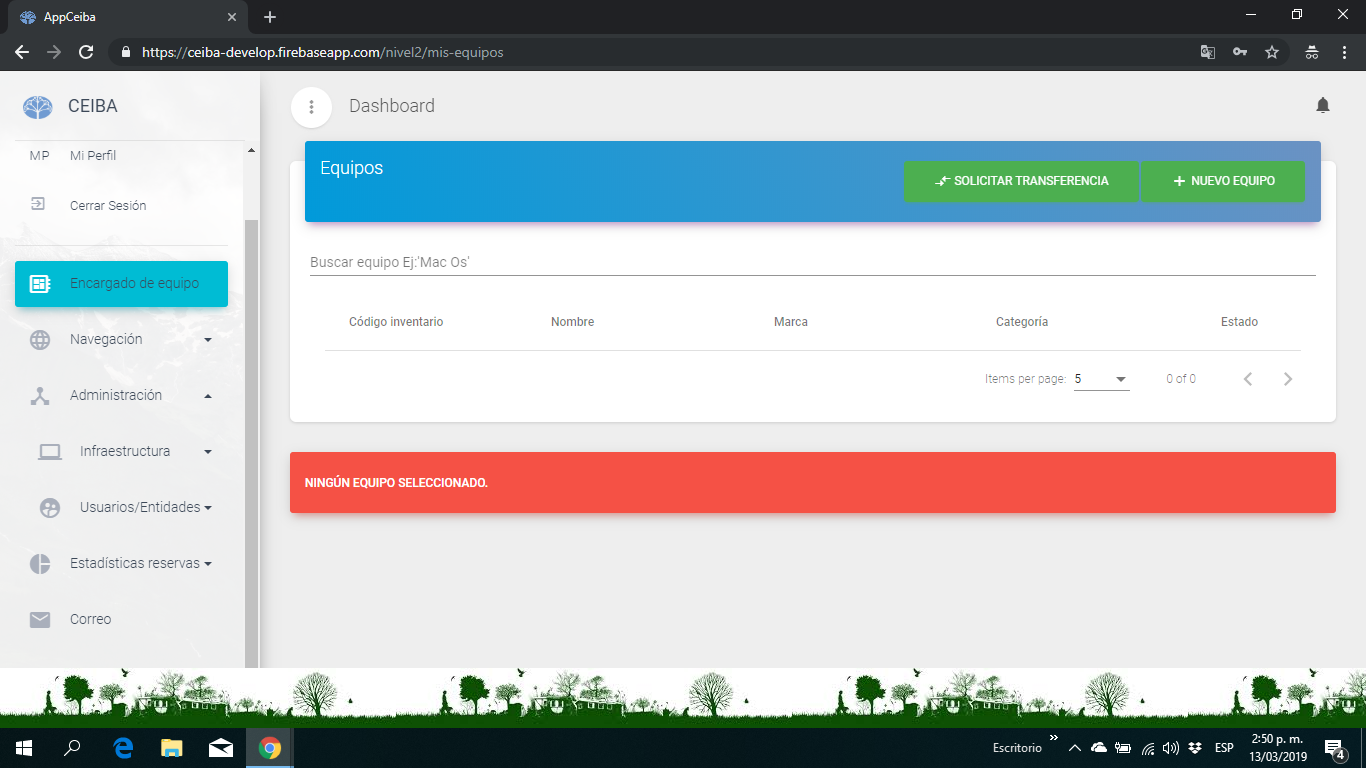 AppCeiba
https://ceiba-develop.firebaseapp.com/nivel2/mis-equipos
CEIBA
Dashboard
MP Mi Perfil
Cerrar Sesión
Encargado de equipo
Navegación
Administración
Infraestructura
Usuarios/Entidades
Estadísticas reservas
Correo
Equipos
SOLICITAR TRANSFERENCIA
+ NUEVO EQUIPO
Buscar equipo Ej:'Mac Os'
Código inventario Nombre Marca Categoría Estado
Items per page: 5 0 of 0
NINGÚN EQUIPO SELECCIONADO.
Escritorio
ESP
2:50 p. m.
13/03/2019
4